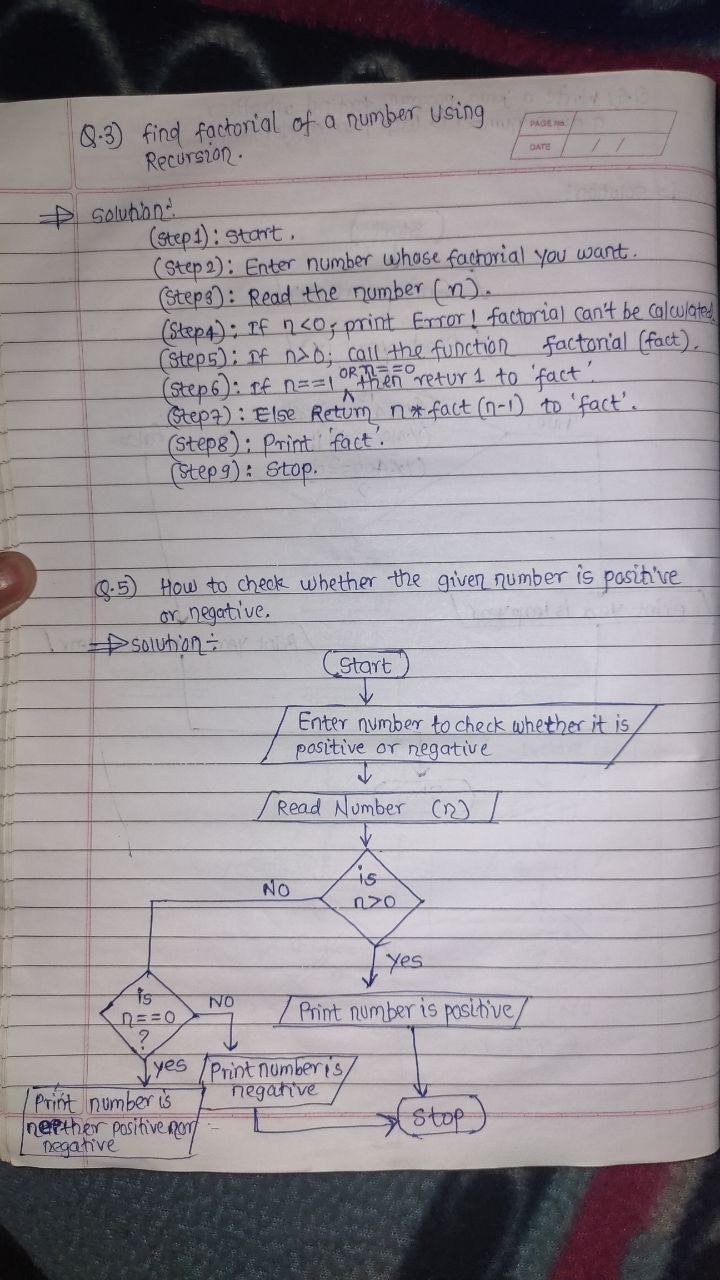 Q.3) find factorial of a number using
Recursion.
PAGE No.
DATE / /
⇒ Solution:
(Step1): Start.
(Step2): Enter number whose factorial you want.
(Step3): Read the number (n).
(Step4): If n<0; print Error! factorial can't be calculated.
(Step5): If n>0; call the function factorial (fact).
OR n==0
(Step6): If n==1 ^ then retur 1 to 'fact'.
(Step7): Else Return n*fact(n-1) to 'fact'.
(Step8): Print 'fact'.
(Step9): Stop.
Q.5) How to check whether the given number is positive
or negative.
⇒ Solution:-
Start
Enter number to check whether it is
positive or negative
Read Number (n)
is
n>0
NO
Yes
is
n==0
?
NO
yes
Print number is positive
Print number is
negative
Print number is
neither positive nor
negative
Stop